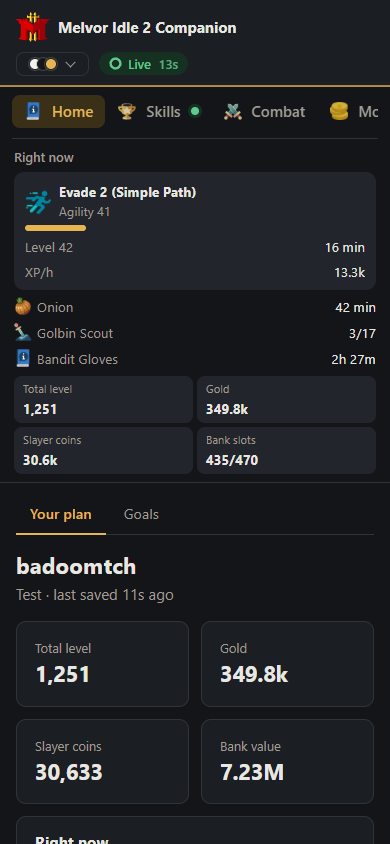 Melvor Idle 2 Companion
Live 13s
Home Skills Combat Mo
Right now
Evade 2 (Simple Path)
Agility 41
Level 42 16 min
XP/h 13.3k
Onion 42 min
Golbin Scout 3/17
Bandit Gloves 2h 27m
Total level Gold
1,251 349.8k
Slayer coins Bank slots
30.6k 435/470
Your plan Goals
badoomtch
Test · last saved 11s ago
Total level Gold
1,251 349.8k
Slayer coins Bank value
30,633 7.23M
Right now